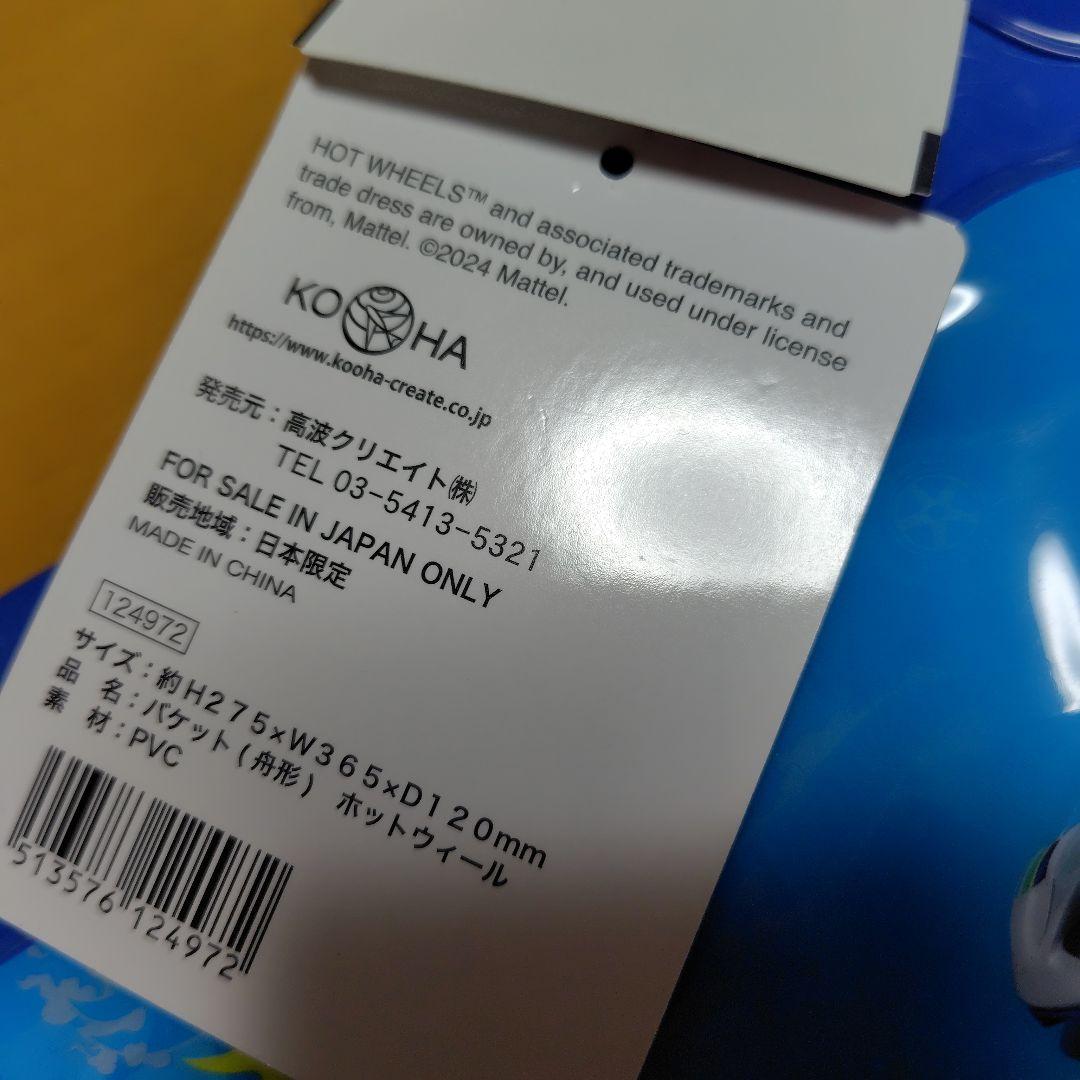 HOT WHEELS™ and associated trademarks and
trade dress are owned by, and used under license
from, Mattel. ©2024 Mattel.
KOOHA
https://www.kooha-create.co.jp
発売元：高波クリエイト㈱
TEL 03-5413-5321
FOR SALE IN JAPAN ONLY
販売地域：日本限定
MADE IN CHINA
124972
サイズ：約H275×W365×D120mm
品　名：バケット(舟形)　ホットウィール
素　材：PVC
513576 124972